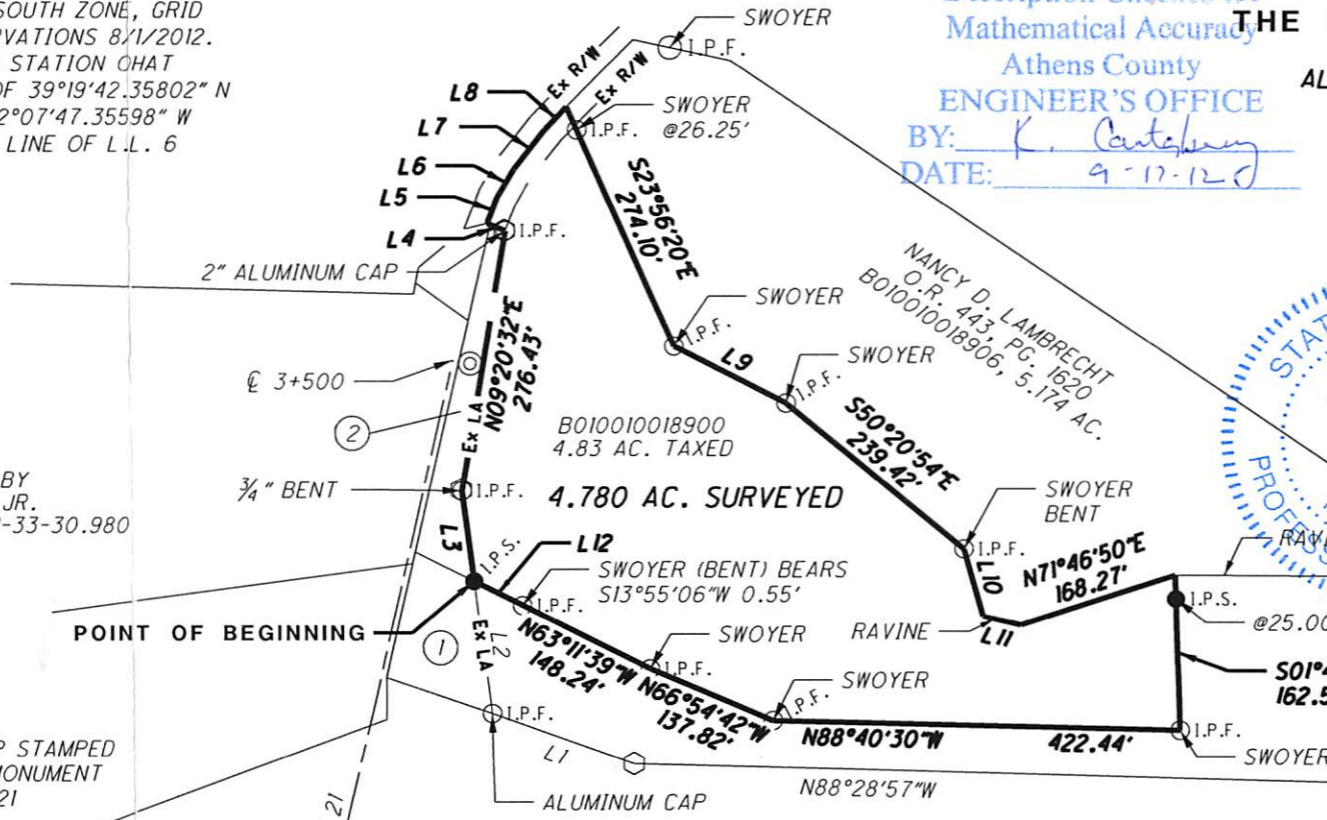 SOUTH ZONE, GRID
RVATIONS 8/1/2012.
STATION OHAT
OF 39°19'42.35802" N
2°07'47.35598" W
LINE OF L.L. 6
SWOYER
I.P.F.
Ex R/W
Ex R/W
L8
SWOYER
@26.25'
I.P.F.
L7
L6
L5
L4
I.P.F.
2" ALUMINUM CAP
Mathematical Accuracy
Athens County
ENGINEER'S OFFICE
BY: K.
DATE: 9-17-12
THE
AL
S23°56'20"E
274.10'
NANCY D. LAMBRECHT
O.R. 443, PG. 1620
B010010018906, 5.174 AC.
STAT
PROFESS
SWOYER
I.P.F.
L9
SWOYER
I.P.F.
N09°20'32"E
276.43'
Ex LA
℄ 3+500
2
B010010018900
4.83 AC. TAXED
4.780 AC. SURVEYED
S50°20'54"E
239.42'
BY
JR.
-33-30.980
3/4" BENT
I.P.F.
L3
I.P.S.
L12
SWOYER (BENT) BEARS
S13°55'06"W 0.55'
I.P.F.
SWOYER
BENT
I.P.F.
L10
N71°46'50"E
168.27'
RAVINE
L11
RAVI
I.P.S.
@25.00
POINT OF BEGINNING
1
Ex LA
L2
N63°11'39"W
148.24'
SWOYER
I.P.F.
N66°54'42"W
137.82'
SWOYER
I.P.F.
S01°4
162.5
N88°40'30"W
422.44'
I.P.F.
SWOYER
I.P.F.
L1
N88°28'57"W
ALUMINUM CAP
P STAMPED
MONUMENT
21
21